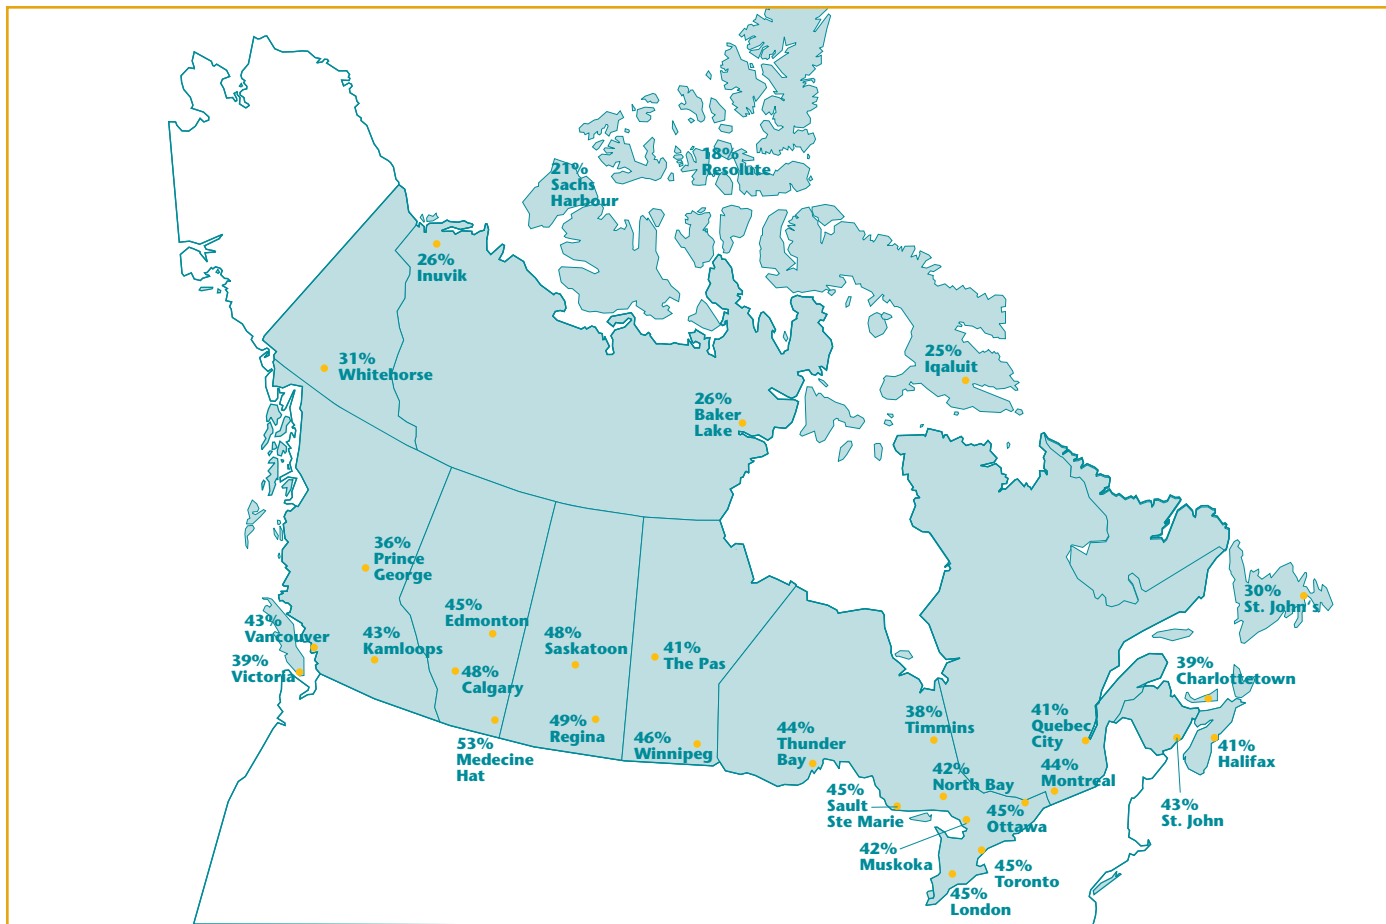 18%
Resolute
21%
Sachs
Harbour
26%
Inuvik
31%
Whitehorse
25%
Iqaluit
26%
Baker
Lake
36%
Prince
George
43%
Vancouver
39%
Victoria
43%
Kamloops
45%
Edmonton
48%
Calgary
53%
Medecine
Hat
48%
Saskatoon
49%
Regina
41%
The Pas
46%
Winnipeg
44%
Thunder
Bay
38%
Timmins
42%
North Bay
45%
Sault
Ste Marie
42%
Muskoka
45%
Ottawa
45%
Toronto
45%
London
41%
Quebec
City
44%
Montreal
30%
St. John's
39%
Charlottetown
41%
Halifax
43%
St. John